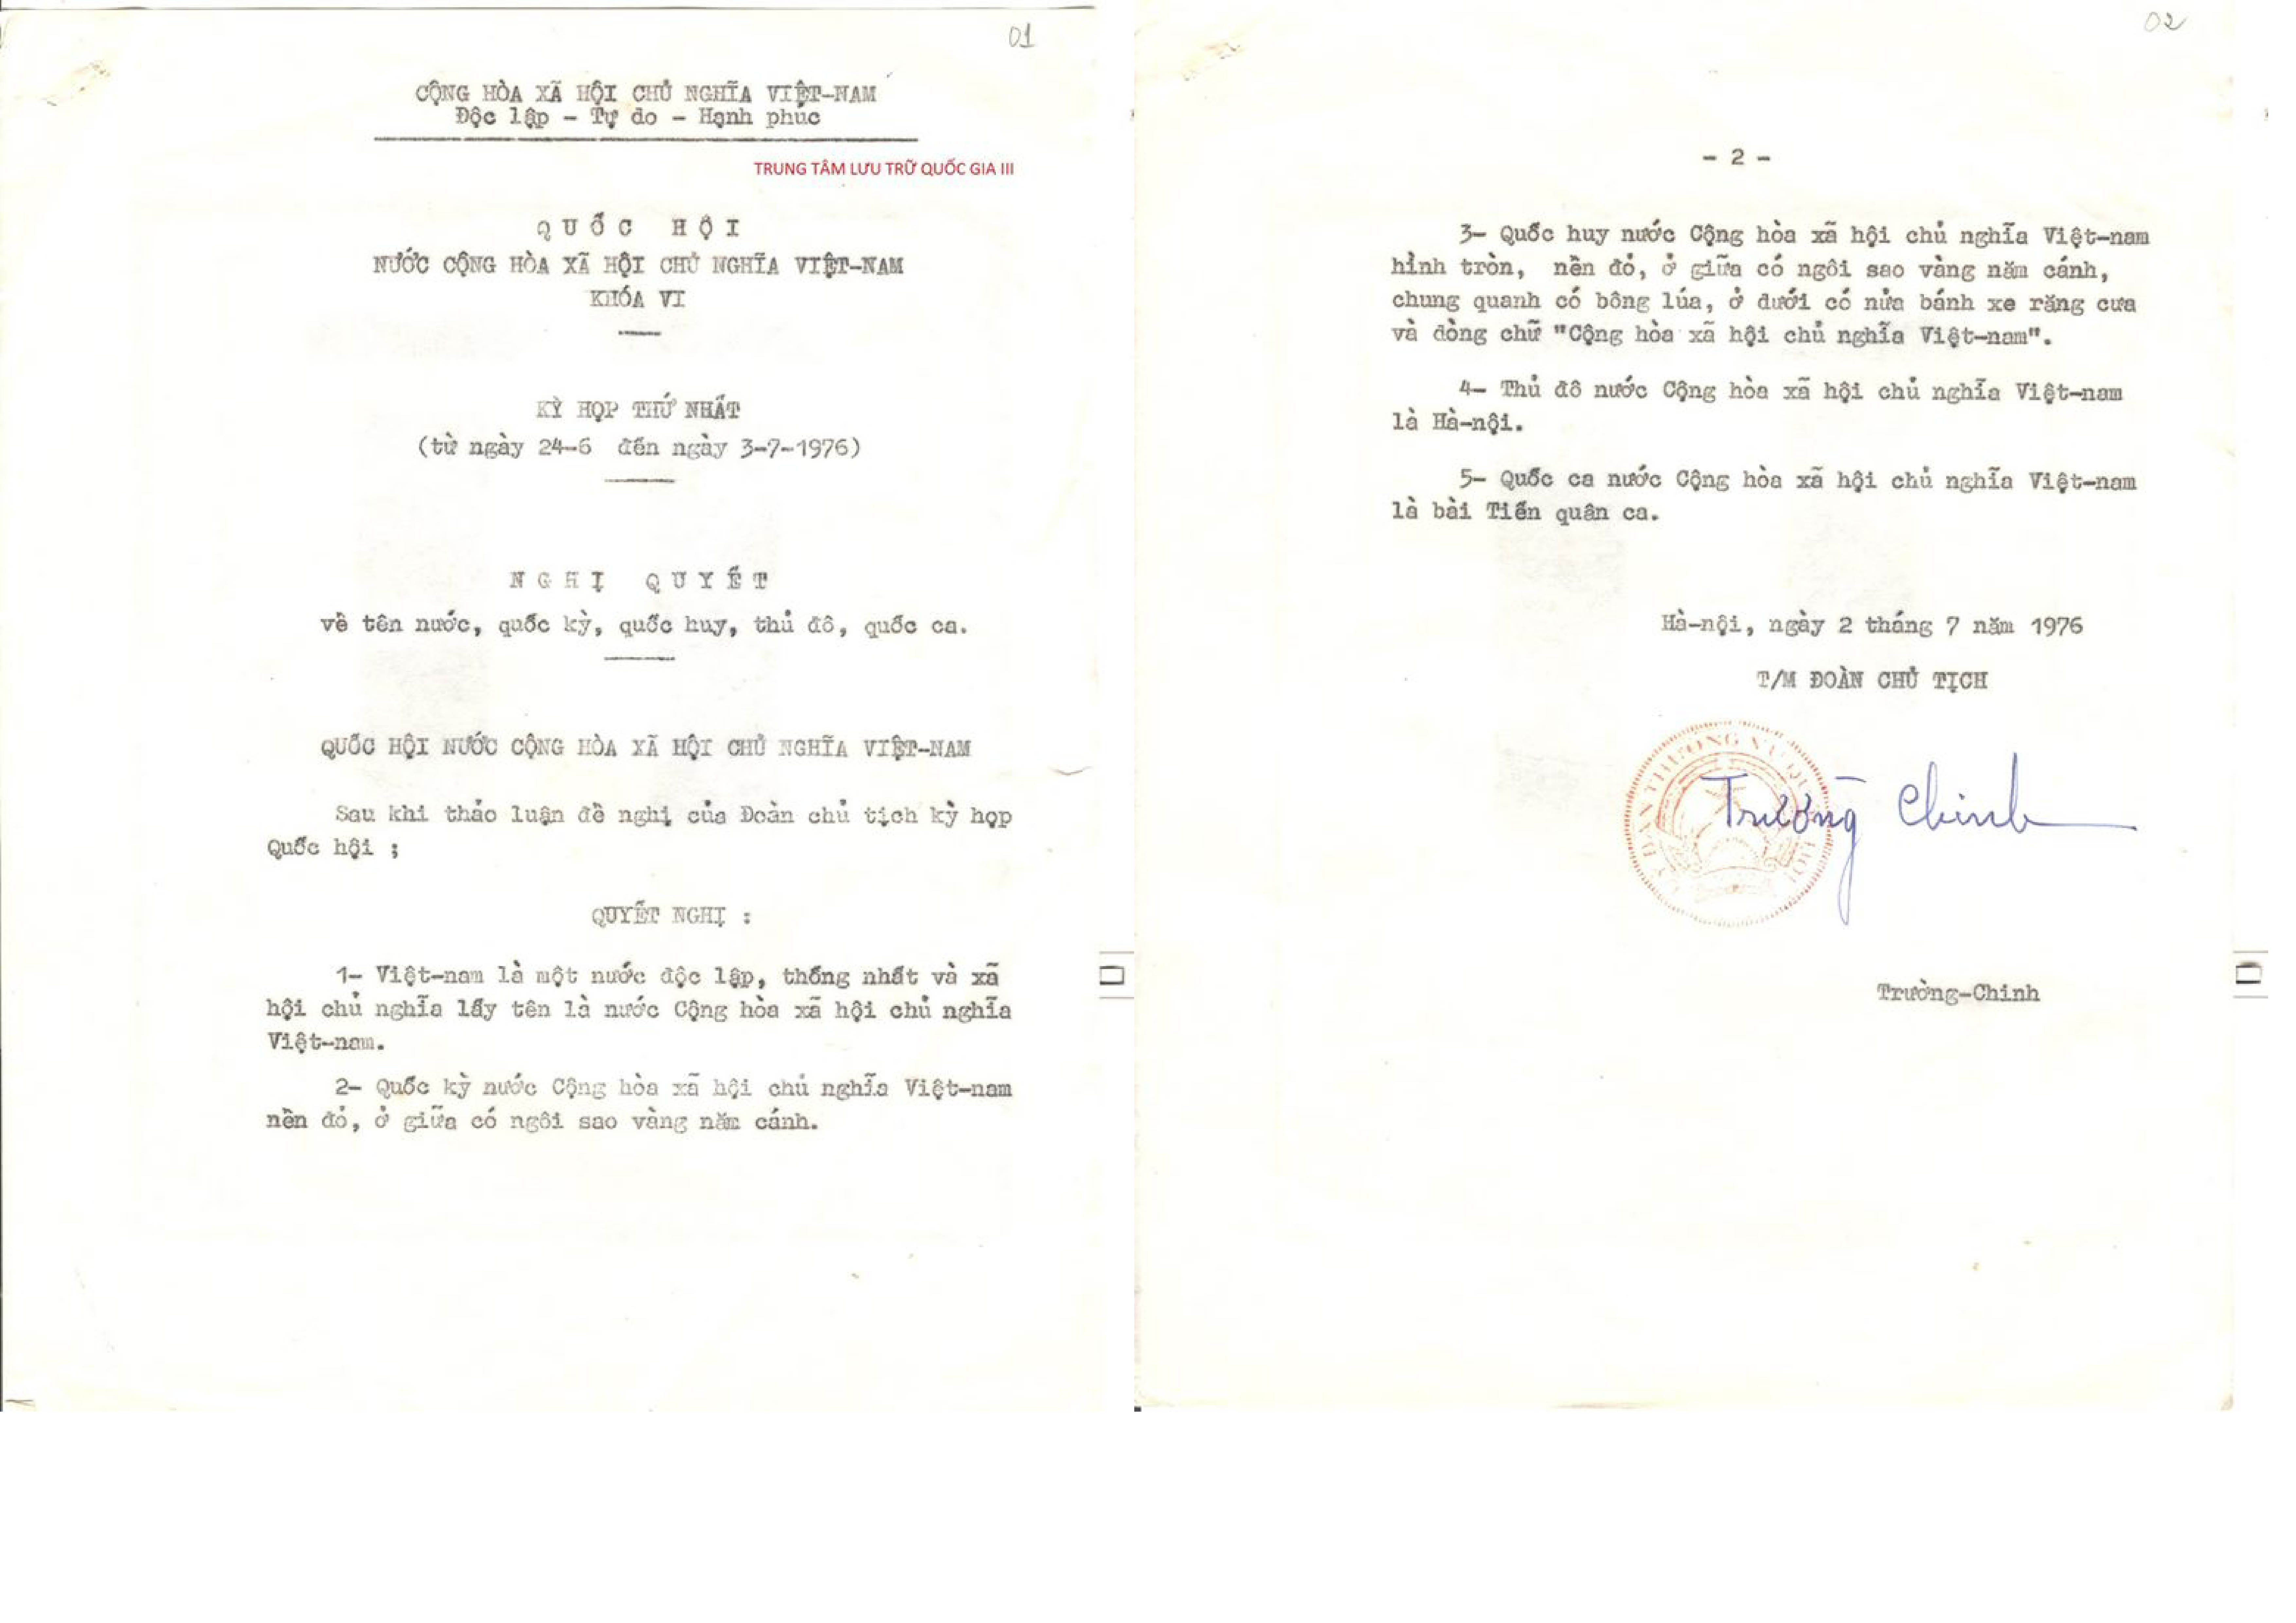 01
CỘNG HÒA XÃ HỘI CHỦ NGHĨA VIỆT-NAM
Độc lập - Tự do - Hạnh phúc
TRUNG TÂM LƯU TRỮ QUỐC GIA III
QUỐC HỘI
NƯỚC CỘNG HÒA XÃ HỘI CHỦ NGHĨA VIỆT-NAM
KHÓA VI
KỲ HỌP THỨ NHẤT
(từ ngày 24-6 đến ngày 3-7-1976)
NGHỊ QUYẾT
về tên nước, quốc kỳ, quốc huy, thủ đô, quốc ca.
QUỐC HỘI NƯỚC CỘNG HÒA XÃ HỘI CHỦ NGHĨA VIỆT-NAM
Sau khi thảo luận đề nghị của Đoàn chủ tịch kỳ họp
Quốc hội ;
QUYẾT NGHỊ :
1- Việt-nam là một nước độc lập, thống nhất và xã
hội chủ nghĩa lấy tên là nước Cộng hòa xã hội chủ nghĩa
Việt-nam.
2- Quốc kỳ nước Cộng hòa xã hội chủ nghĩa Việt-nam
nền đỏ, ở giữa có ngôi sao vàng năm cánh.
02
- 2 -
3- Quốc huy nước Cộng hòa xã hội chủ nghĩa Việt-nam
hình tròn, nền đỏ, ở giữa có ngôi sao vàng năm cánh,
chung quanh có bông lúa, ở dưới có nửa bánh xe răng cưa
và dòng chữ "Cộng hòa xã hội chủ nghĩa Việt-nam".
4- Thủ đô nước Cộng hòa xã hội chủ nghĩa Việt-nam
là Hà-nội.
5- Quốc ca nước Cộng hòa xã hội chủ nghĩa Việt-nam
là bài Tiến quân ca.
Hà-nội, ngày 2 tháng 7 năm 1976
T/M ĐOÀN CHỦ TỊCH
Trường Chinh
Trường-Chinh